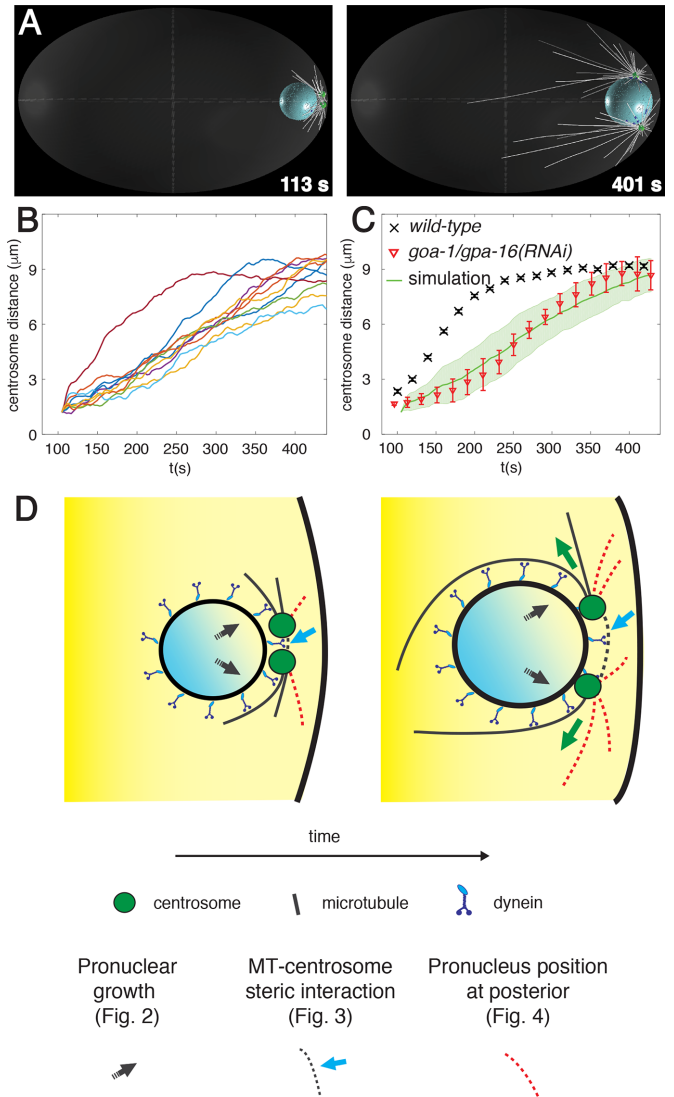 A
113 s
401 s
B
centrosome distance (μm)
9
6
3
0
100 150 200 250 300 350 400
t(s)
C
wild-type
goa-1/gpa-16(RNAi)
simulation
centrosome distance (μm)
9
6
3
0
100 150 200 250 300 350 400
t(s)
D
time
centrosome
microtubule
dynein
Pronuclear
growth
(Fig. 2)
MT-centrosome
steric interaction
(Fig. 3)
Pronucleus position
at posterior
(Fig. 4)